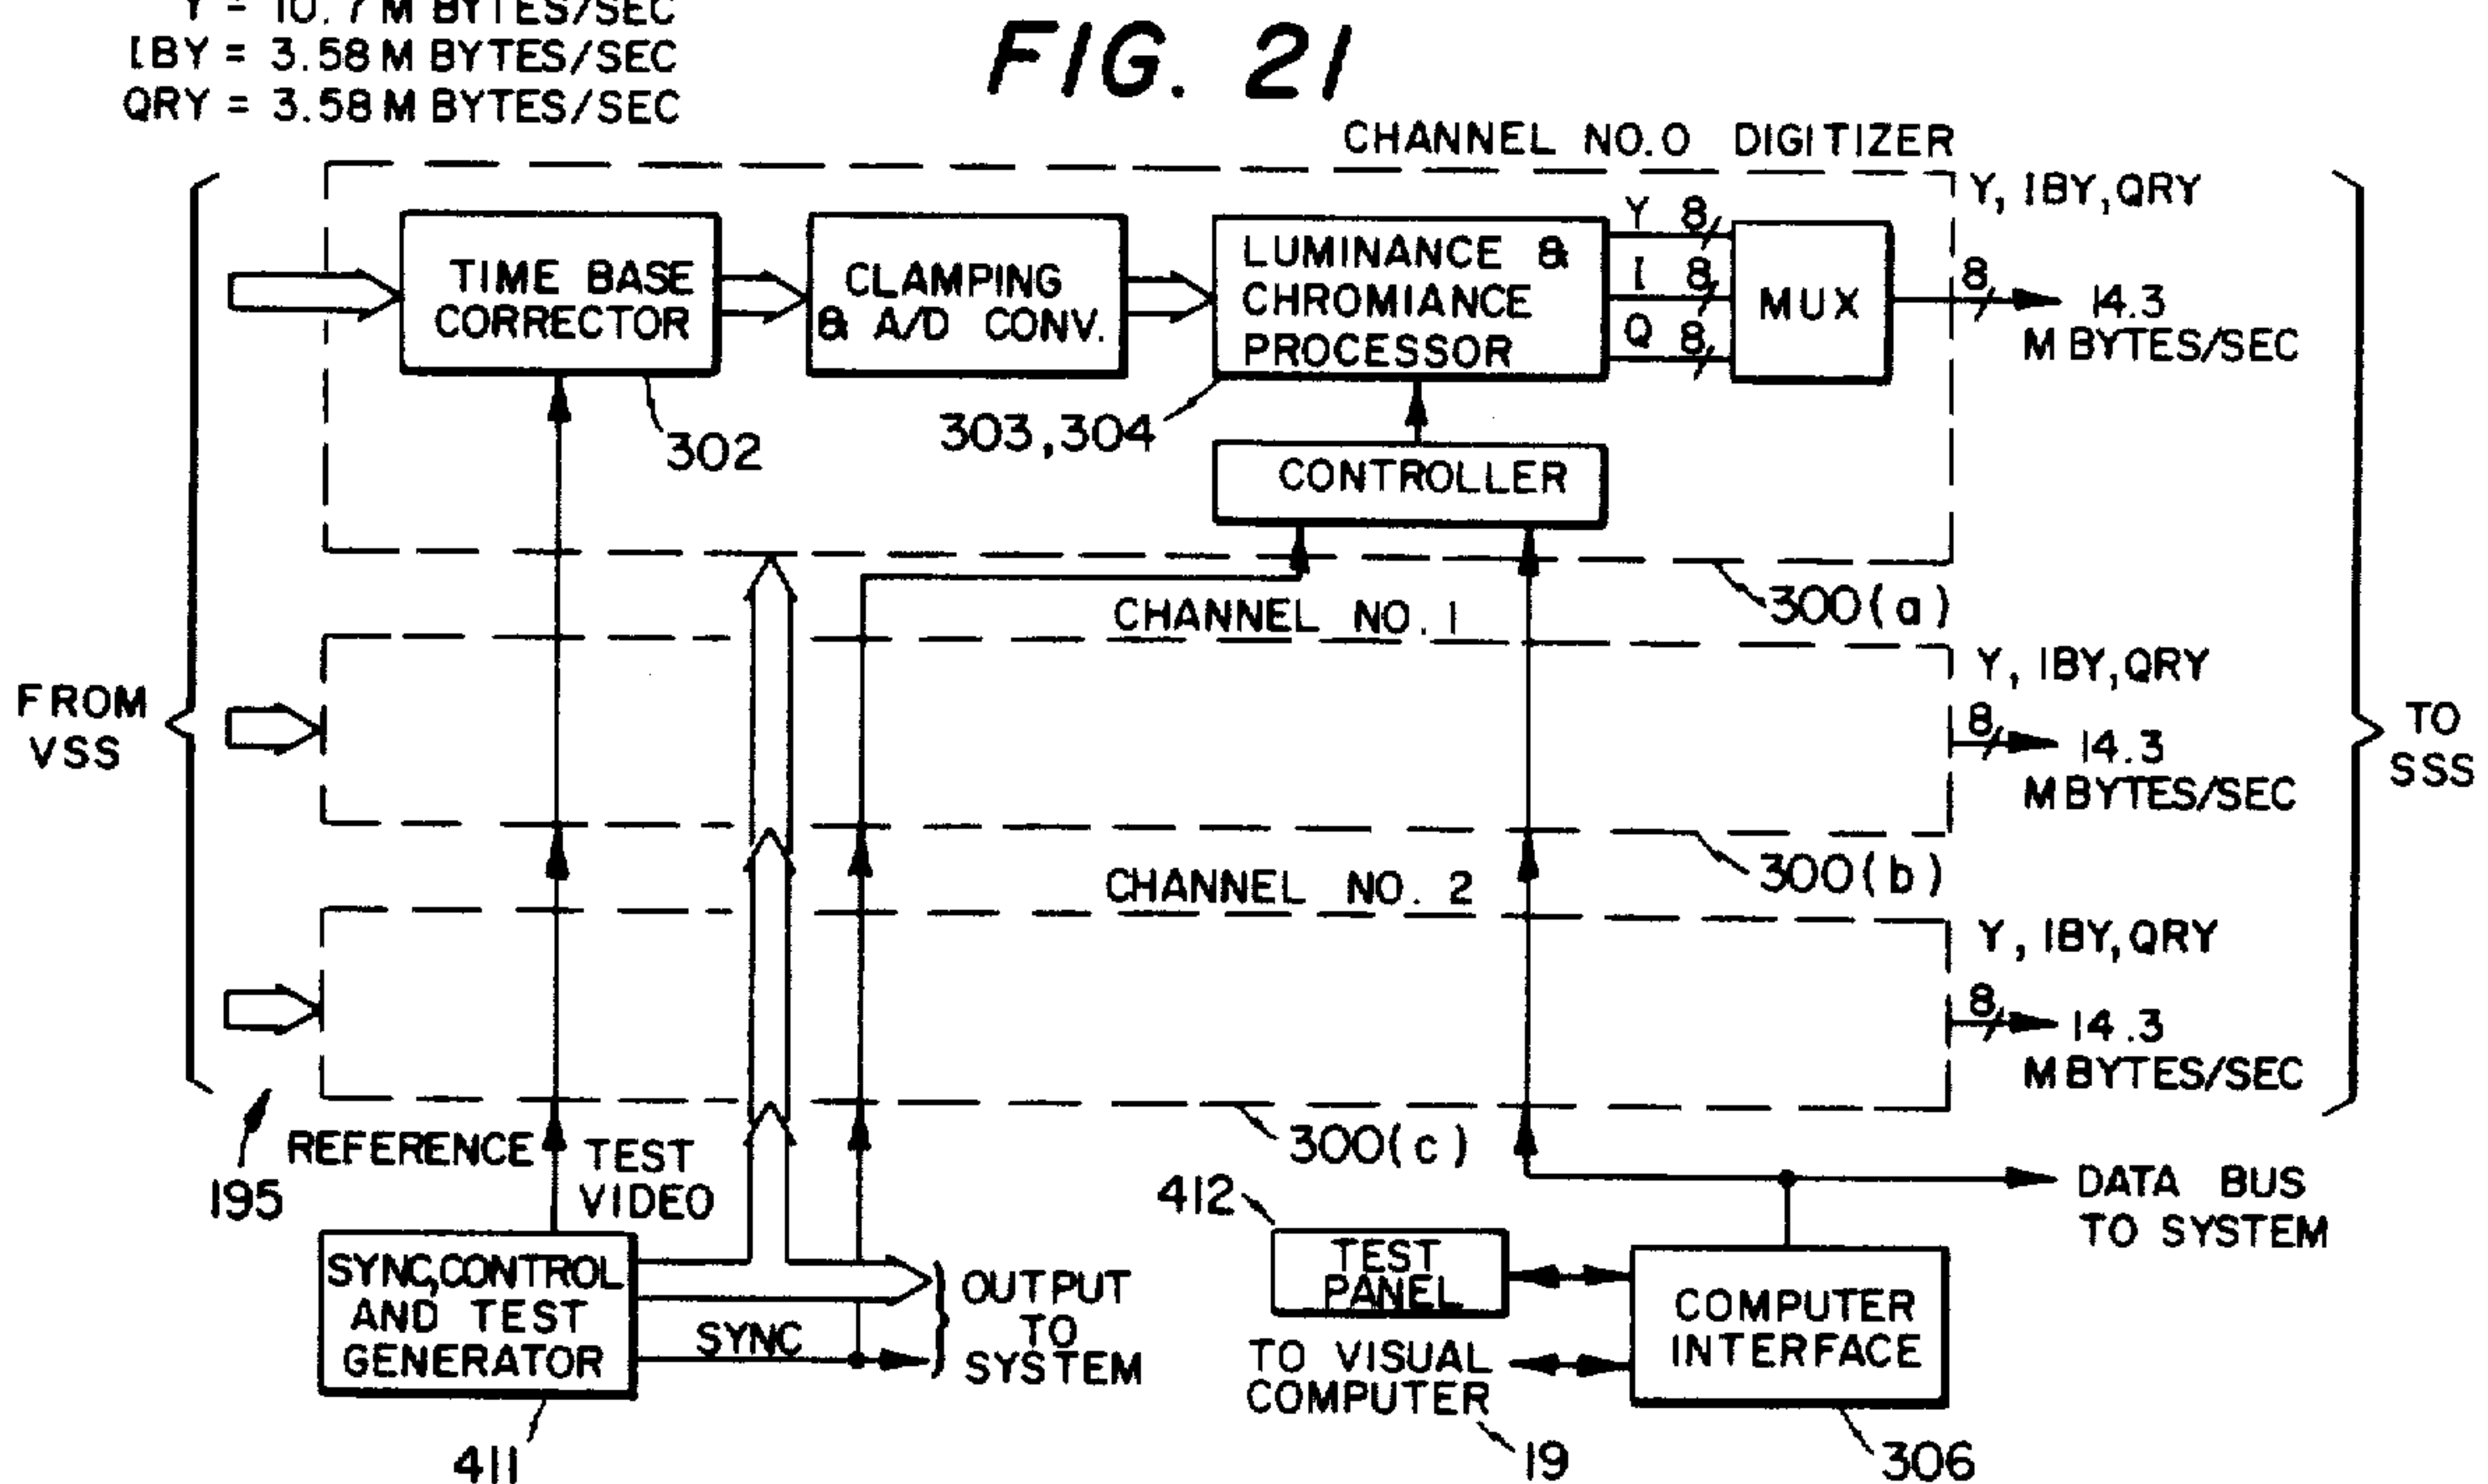 Y = 10.7 M BYTES/SEC
IBY = 3.58 M BYTES/SEC
QRY = 3.58 M BYTES/SEC
FIG. 21
CHANNEL NO.0 DIGITIZER
Y, IBY, QRY
TIME BASE
CORRECTOR
CLAMPING
& A/D CONV.
LUMINANCE &
CHROMIANCE
PROCESSOR
Y 8
I 8
Q 8
MUX
8
14.3
M BYTES/SEC
302
303,304
CONTROLLER
300(a)
CHANNEL NO. 1
Y, IBY, QRY
8
14.3
M BYTES/SEC
FROM
VSS
TO
SSS
300(b)
CHANNEL NO. 2
Y, IBY, QRY
8
14.3
M BYTES/SEC
300(c)
195
REFERENCE
TEST
VIDEO
SYNC, CONTROL
AND TEST
GENERATOR
411
SYNC
OUTPUT
TO
SYSTEM
412
TEST
PANEL
TO VISUAL
COMPUTER
19
COMPUTER
INTERFACE
306
DATA BUS
TO SYSTEM